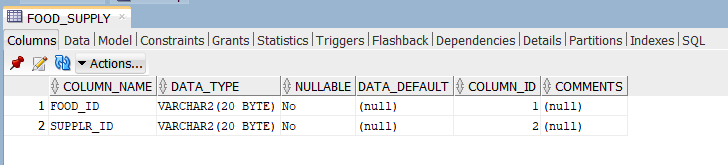 FOOD_SUPPLY
Columns Data Model Constraints Grants Statistics Triggers Flashback Dependencies Details Partitions Indexes SQL
Actions...
COLUMN_NAME DATA_TYPE NULLABLE DATA_DEFAULT COLUMN_ID COMMENTS
1 FOOD_ID VARCHAR2(20 BYTE) No (null) 1 (null)
2 SUPPLR_ID VARCHAR2(20 BYTE) No (null) 2 (null)